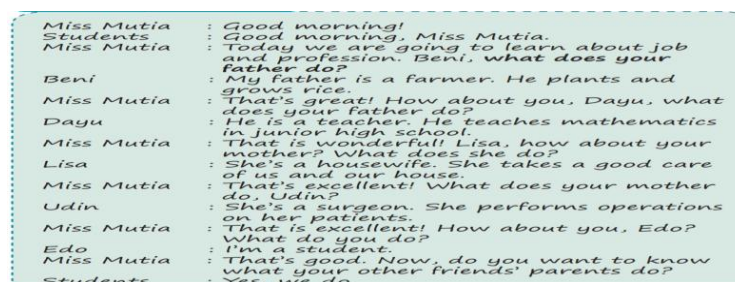 Miss Mutia : Good morning!
Students : Good morning, Miss Mutia.
Miss Mutia : Today we are going to learn about job
and profession. Beni, what does your
father do?
Beni : My father is a farmer. He plants and
grows rice.
Miss Mutia : That's great! How about you, Dayu, what
does your father do?
Dayu : He is a teacher. He teaches mathematics
in junior high school.
Miss Mutia : That is wonderful! Lisa, how about your
mother? What does she do?
Lisa : She's a housewife. She takes a good care
of us and our house.
Miss Mutia : That's excellent! What does your mother
do, Udin?
Udin : She's a surgeon. She performs operations
on her patients.
Miss Mutia : That is excellent! How about you, Edo?
What do you do?
Edo : I'm a student.
Miss Mutia : That's good. Now, do you want to know
what your other friends' parents do?
Students : Yes, we do